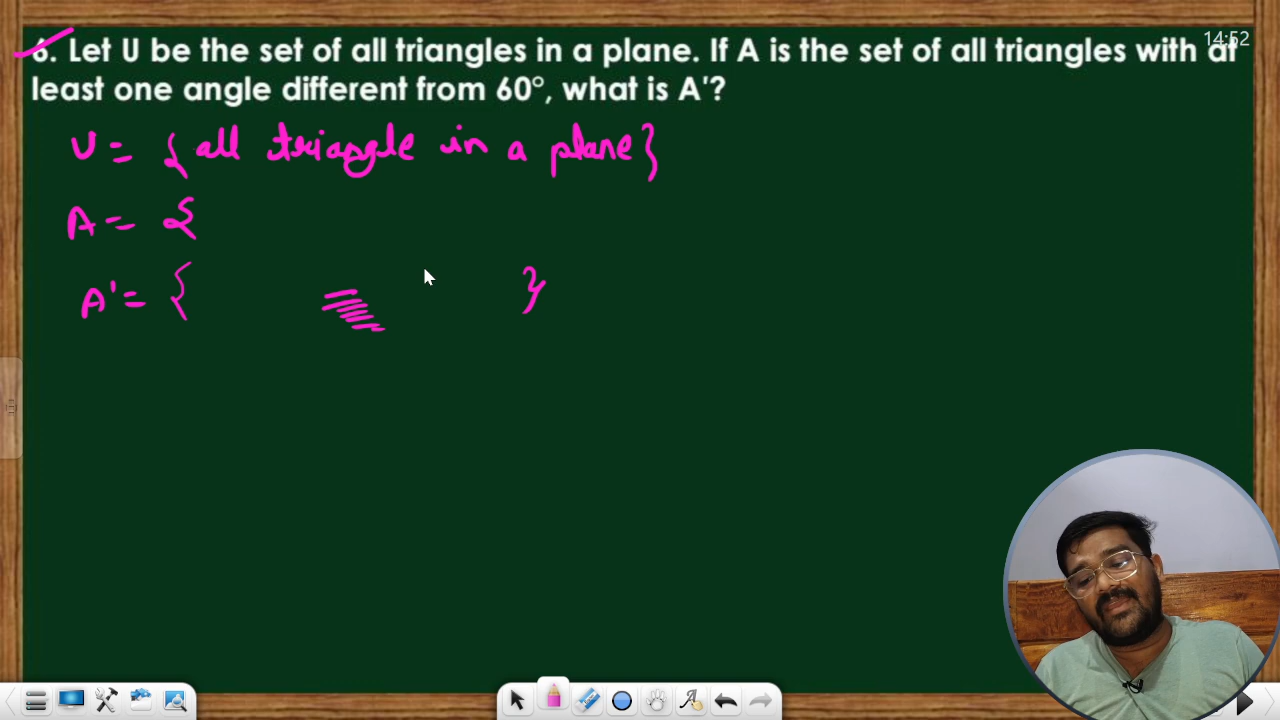 14:52
6. Let U be the set of all triangles in a plane. If A is the set of all triangles with at
least one angle different from 60°, what is A'?
U = { all triangle in a plane }
A = {
A' = { }